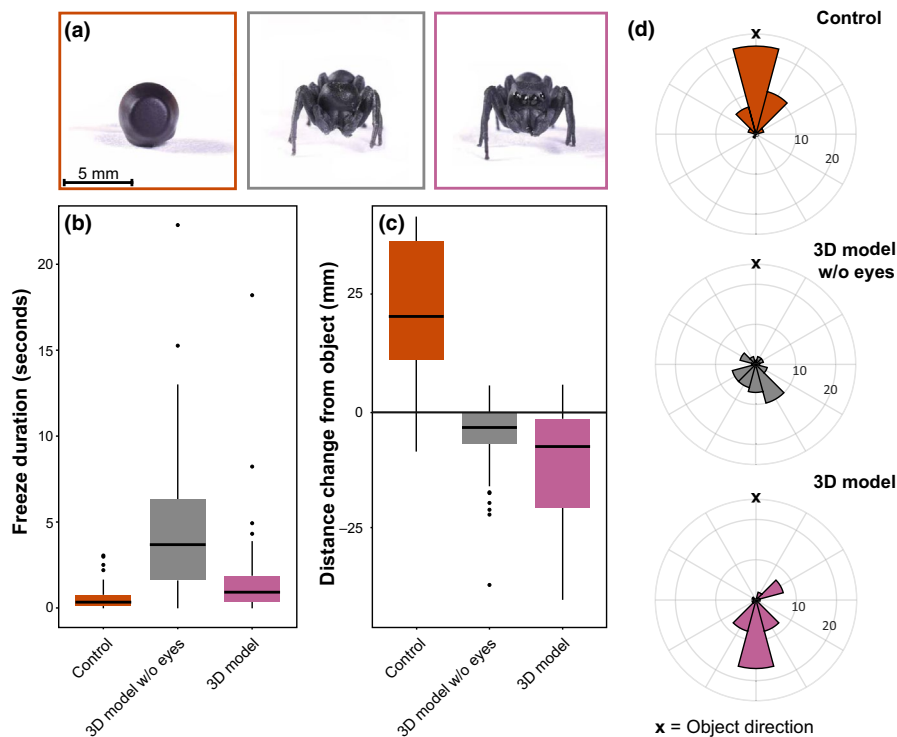 (a)
5 mm
(b)
Freeze duration (seconds)
20
15
10
5
0
Control
3D model w/o eyes
3D model
(c)
Distance change from object (mm)
25
0
−25
Control
3D model w/o eyes
3D model
(d)
Control
x
10
20
3D model
w/o eyes
x
10
20
3D model
x
10
20
x = Object direction